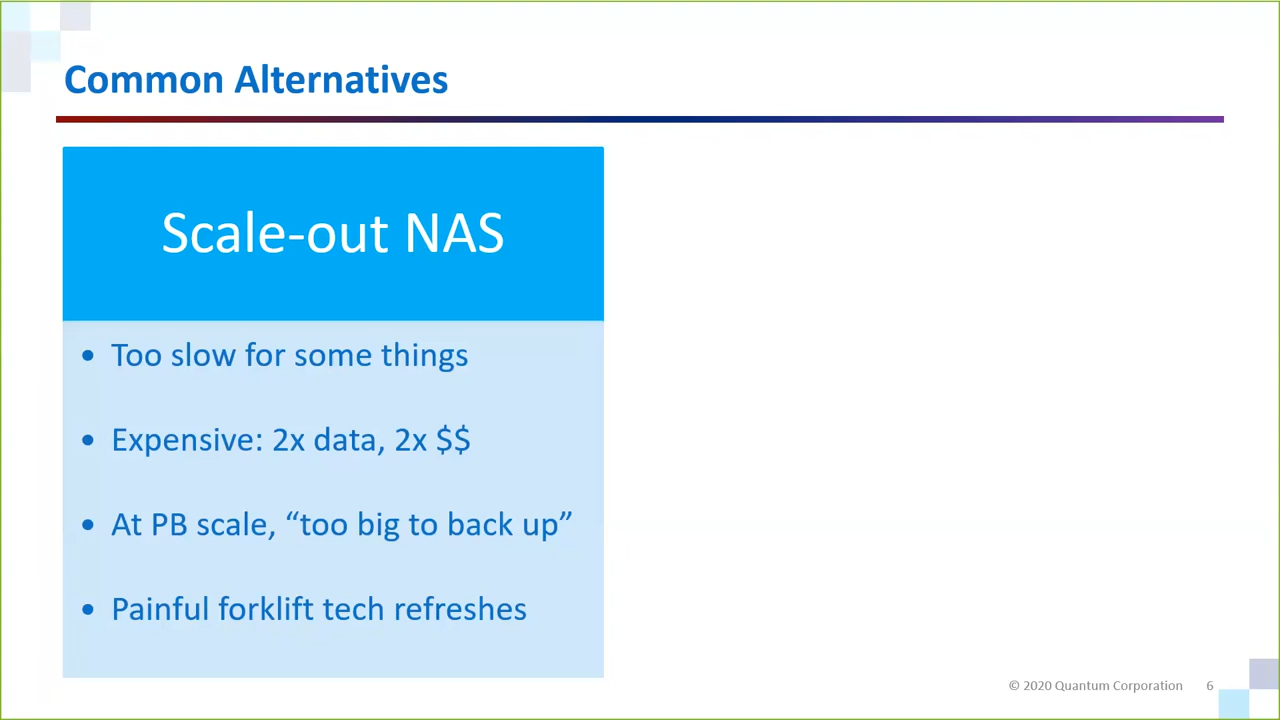 Common Alternatives
Scale-out NAS
• Too slow for some things
• Expensive: 2x data, 2x $$
• At PB scale, “too big to back up”
• Painful forklift tech refreshes
© 2020 Quantum Corporation 6